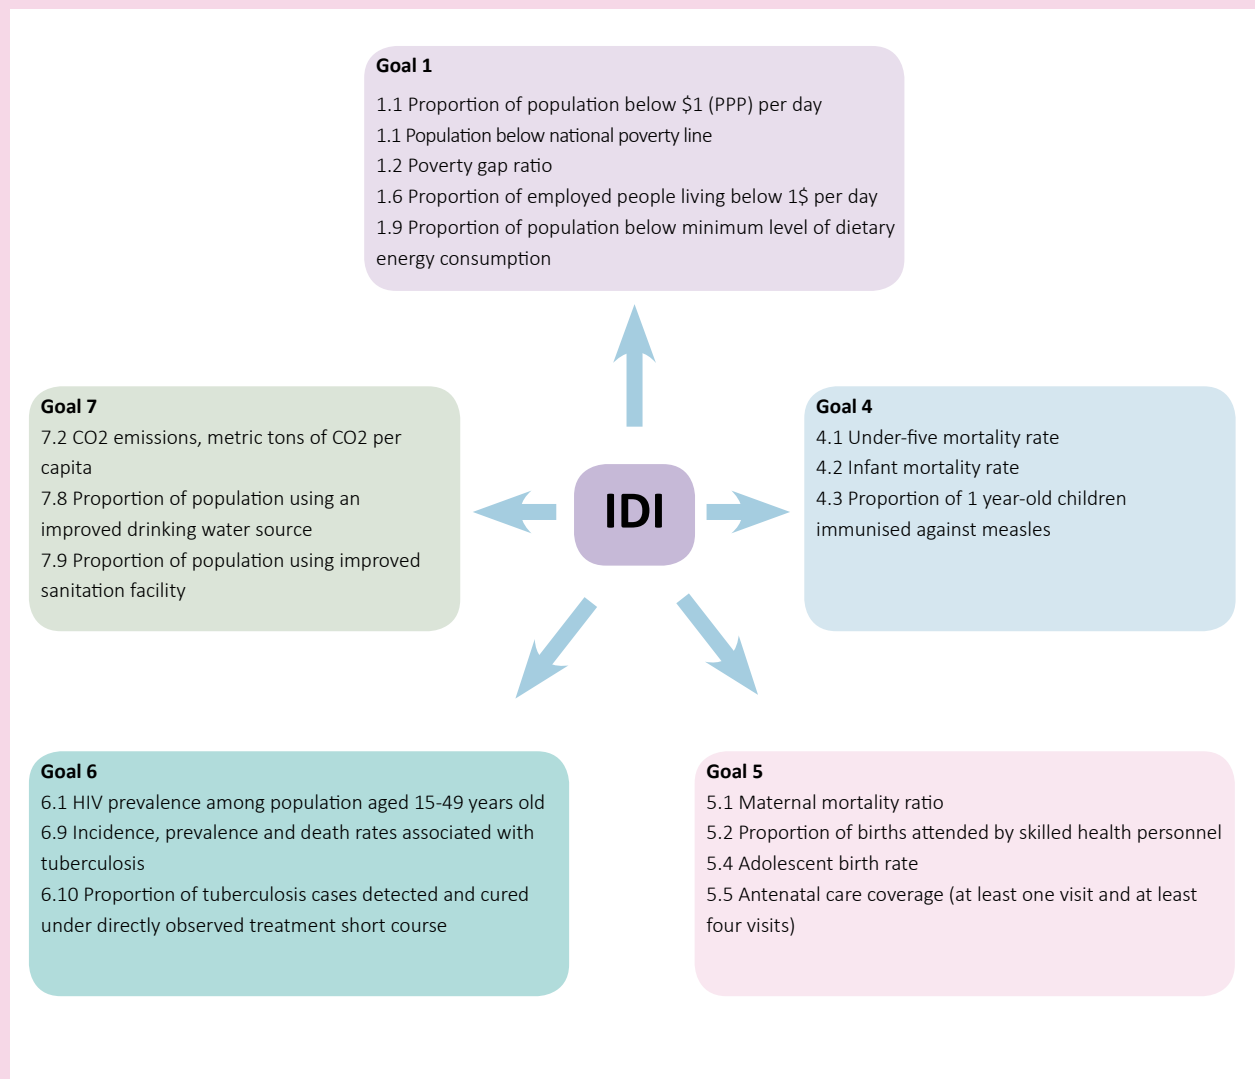 Goal 1
1.1 Proportion of population below $1 (PPP) per day
1.1 Population below national poverty line
1.2 Poverty gap ratio
1.6 Proportion of employed people living below 1$ per day
1.9 Proportion of population below minimum level of dietary
energy consumption
Goal 7
7.2 CO2 emissions, metric tons of CO2 per
capita
7.8 Proportion of population using an
improved drinking water source
7.9 Proportion of population using improved
sanitation facility
IDI
Goal 4
4.1 Under-five mortality rate
4.2 Infant mortality rate
4.3 Proportion of 1 year-old children
immunised against measles
Goal 6
6.1 HIV prevalence among population aged 15-49 years old
6.9 Incidence, prevalence and death rates associated with
tuberculosis
6.10 Proportion of tuberculosis cases detected and cured
under directly observed treatment short course
Goal 5
5.1 Maternal mortality ratio
5.2 Proportion of births attended by skilled health personnel
5.4 Adolescent birth rate
5.5 Antenatal care coverage (at least one visit and at least
four visits)